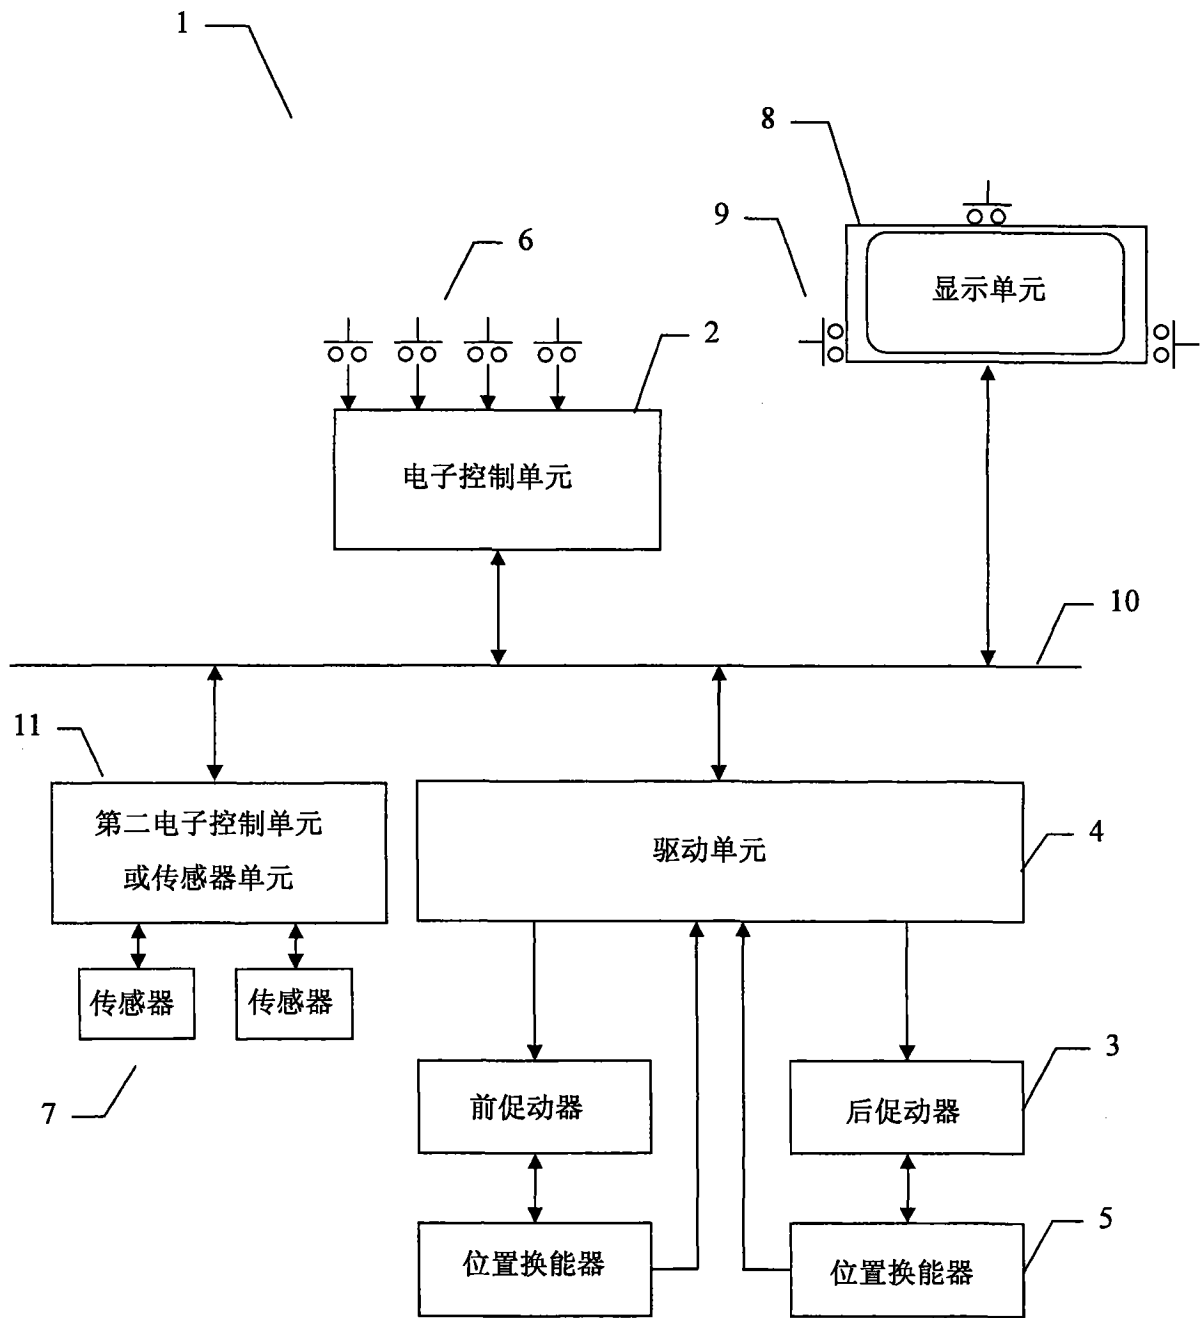 1
8
9
6
显示单元
2
电子控制单元
10
11
第二电子控制单元
或传感器单元
驱动单元
4
传感器
传感器
3
前促动器
后促动器
7
5
位置换能器
位置换能器